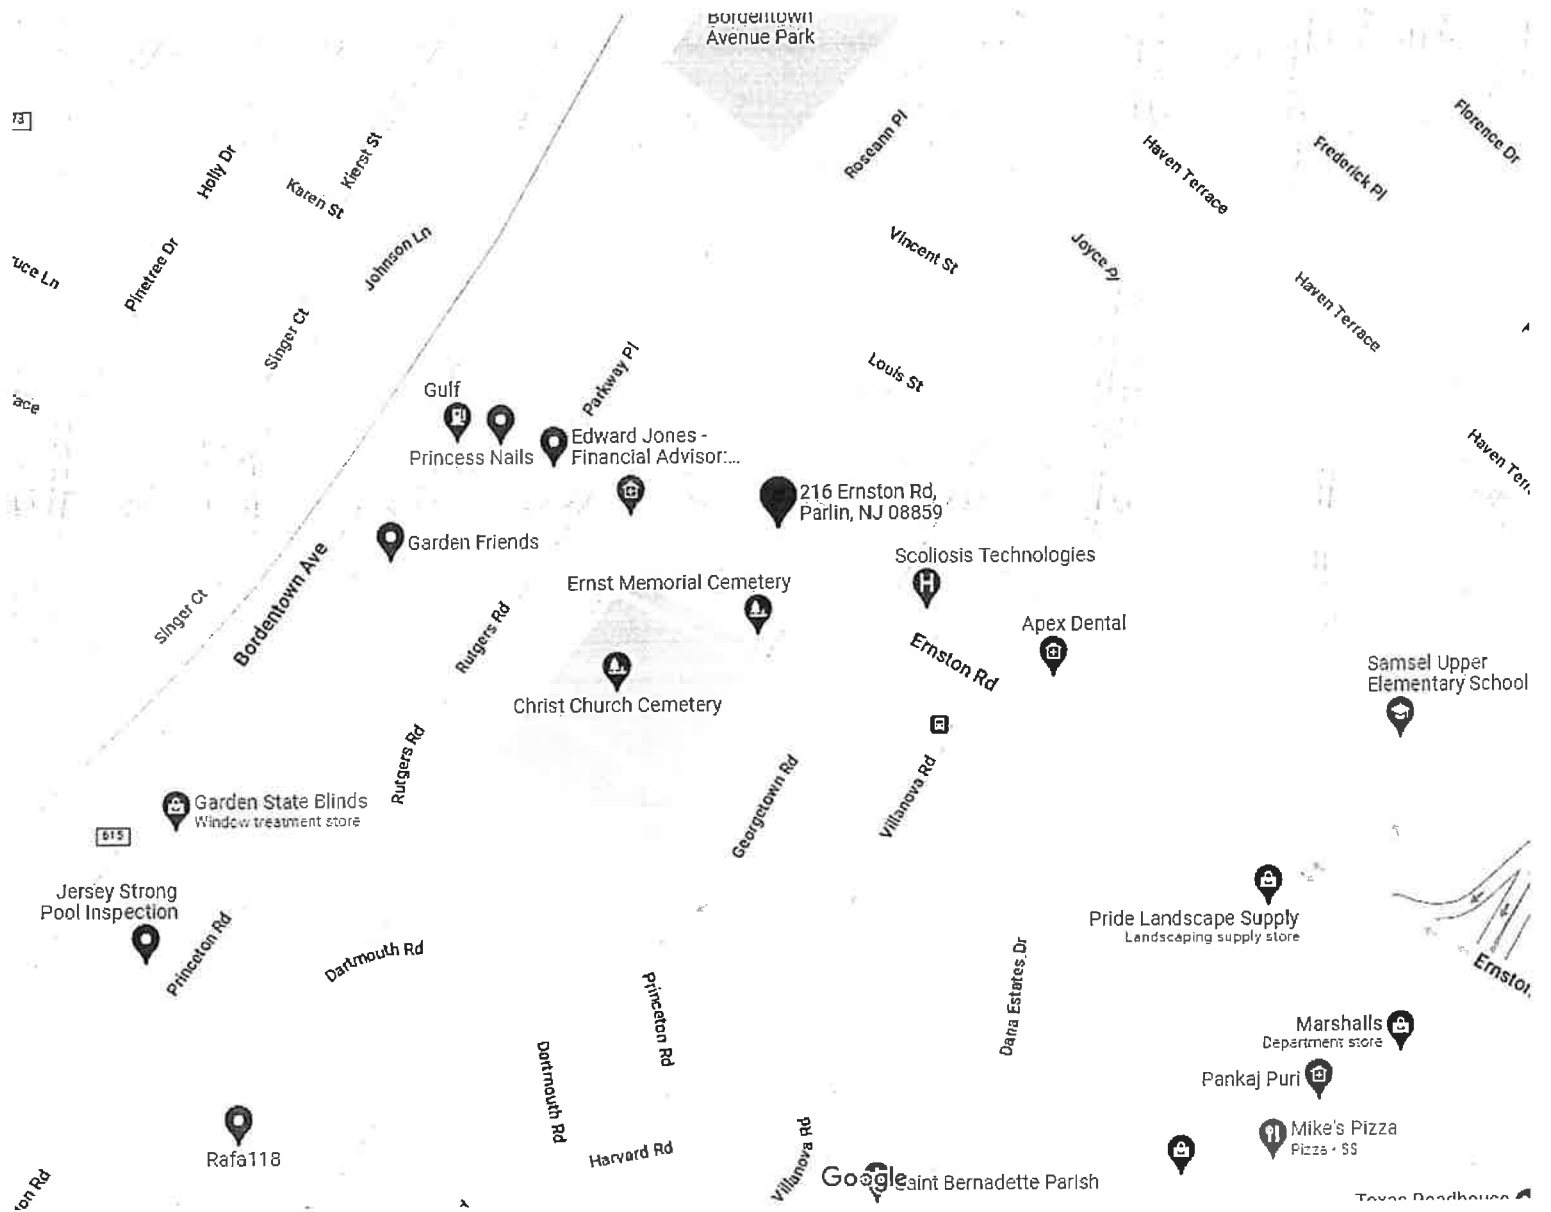 Bordentown
Avenue Park
Holly Dr
Kierst St
Karen St
Johnson Ln
Pinetree Dr
Singer Ct
Roseann Pl
Vincent St
Joyce Pl
Haven Terrace
Frederick Pl
Florence Dr
Haven Terrace
Louis St
Parkway Pl
Gulf
Princess Nails
Edward Jones -
Financial Advisor:...
216 Ernston Rd,
Parlin, NJ 08859
Garden Friends
Bordentown Ave
Singer Ct
Ernst Memorial Cemetery
Scoliosis Technologies
Rutgers Rd
Apex Dental
Ernston Rd
Christ Church Cemetery
Samsel Upper
Elementary School
Rutgers Rd
Georgetown Rd
Villanova Rd
Garden State Blinds
Window treatment store
615
Jersey Strong
Pool Inspection
Princeton Rd
Dartmouth Rd
Princeton Rd
Dartmouth Rd
Harvard Rd
Villanova Rd
Dana Estates Dr
Pride Landscape Supply
Landscaping supply store
Marshalls
Department store
Pankaj Puri
Mike's Pizza
Pizza • $$
Rafa118
Google
Saint Bernadette Parish
Texas Roadhouse